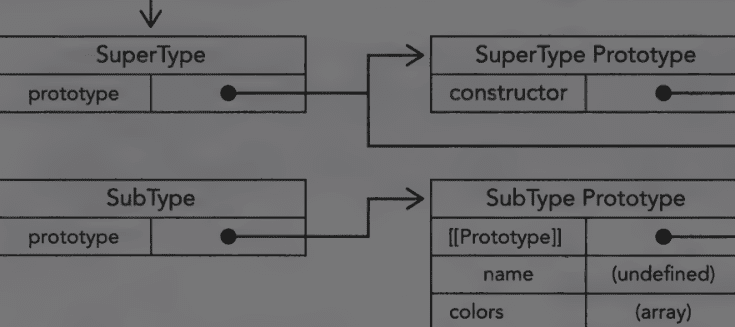 SuperType
prototype
SuperType Prototype
constructor
SubType
prototype
SubType Prototype
[[Prototype]]
name (undefined)
colors (array)